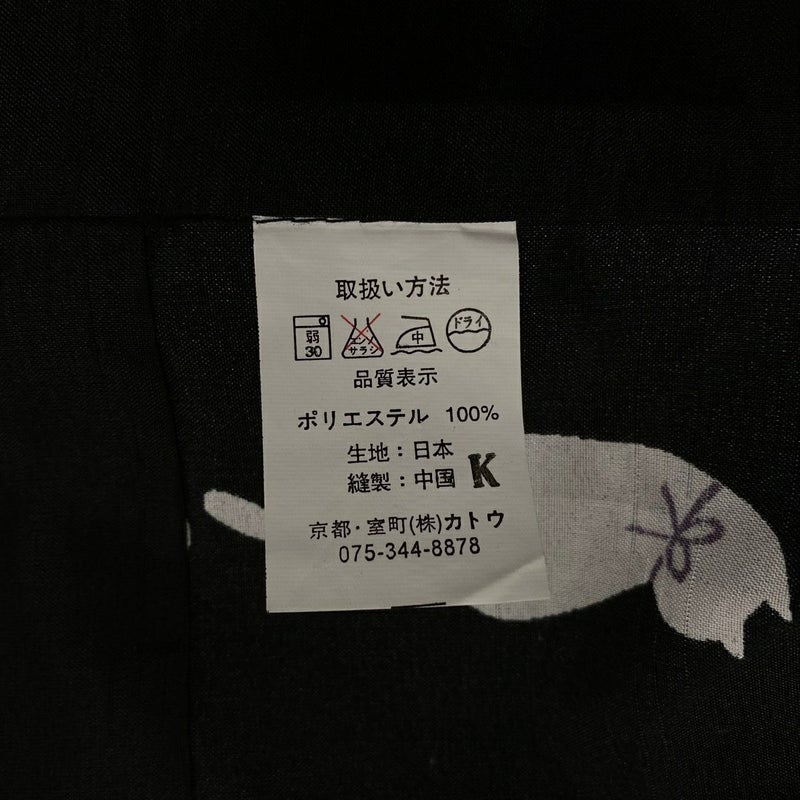 取扱い方法
弱 30 エンソサラシ 中 ドライ
品質表示
ポリエステル 100%
生地：日本
縫製：中国 K
京都・室町(株)カトウ
075-344-8878